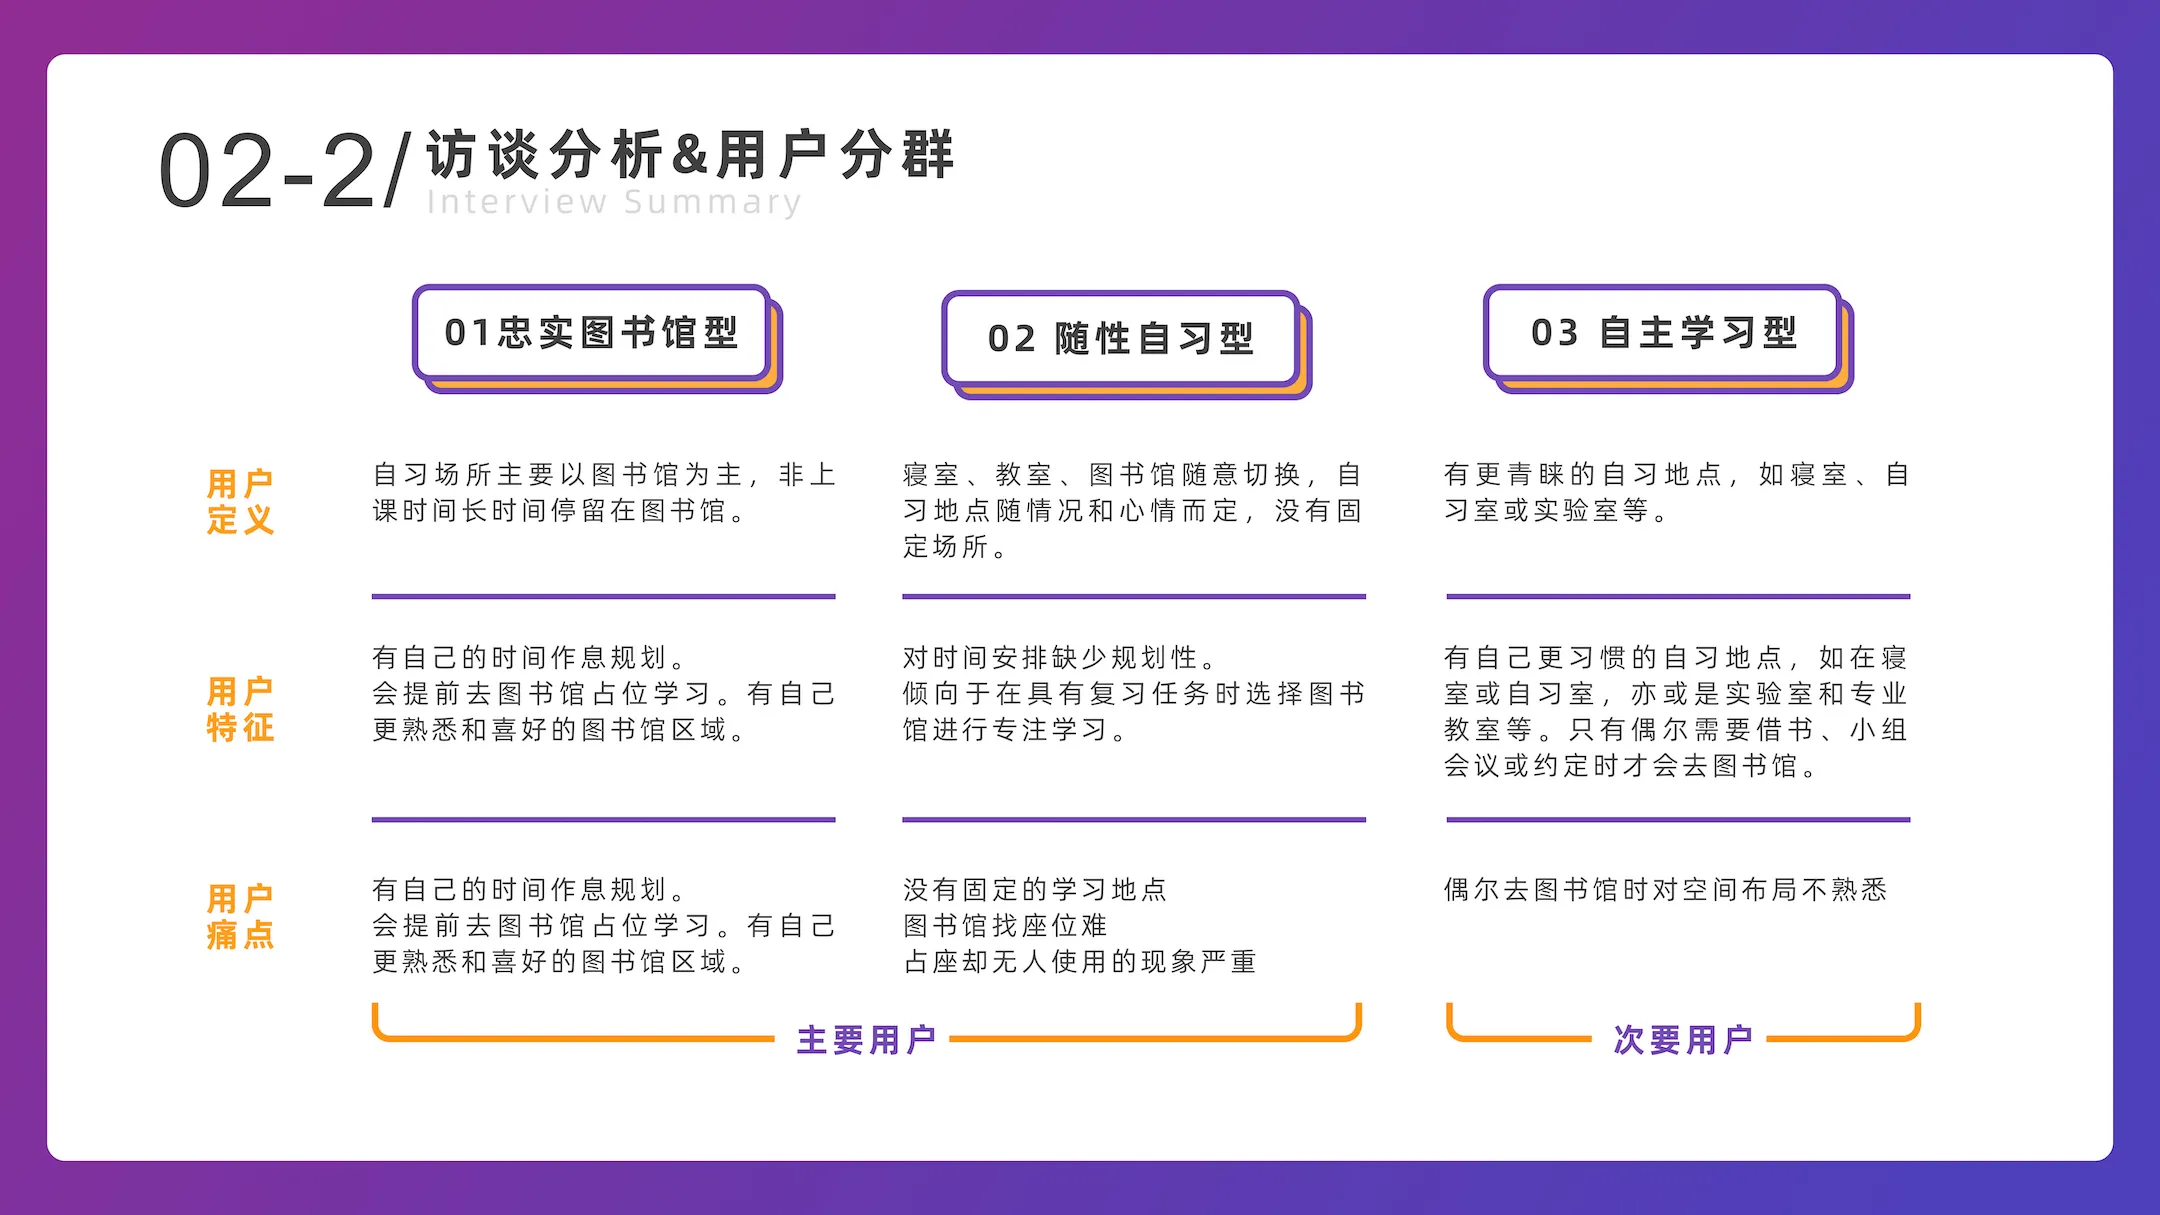 02-2/访谈分析&用户分群
Interview Summary
01忠实图书馆型
02 随性自习型
03 自主学习型
用户
定义
自习场所主要以图书馆为主，非上
课时间长时间停留在图书馆。
寝室、教室、图书馆随意切换，自
习地点随情况和心情而定，没有固
定场所。
有更青睐的自习地点，如寝室、自
习室或实验室等。
用户
特征
有自己的时间作息规划。
会提前去图书馆占位学习。有自己
更熟悉和喜好的图书馆区域。
对时间安排缺少规划性。
倾向于在具有复习任务时选择图书
馆进行专注学习。
有自己更习惯的自习地点，如在寝
室或自习室，亦或是实验室和专业
教室等。只有偶尔需要借书、小组
会议或约定时才会去图书馆。
用户
痛点
有自己的时间作息规划。
会提前去图书馆占位学习。有自己
更熟悉和喜好的图书馆区域。
没有固定的学习地点
图书馆找座位难
占座却无人使用的现象严重
偶尔去图书馆时对空间布局不熟悉
主要用户
次要用户